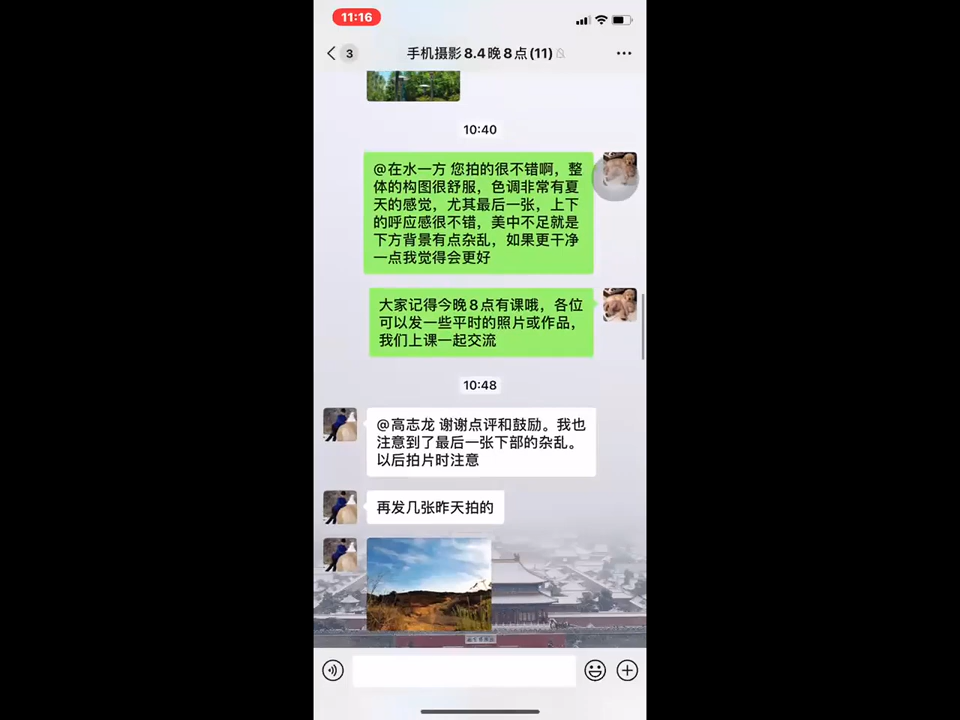 11:16
3
手机摄影8.4晚8点(11)
10:40
@在水一方 您拍的很不错啊，整
体的构图很舒服，色调非常有夏
天的感觉，尤其最后一张，上下
的呼应感很不错，美中不足就是
下方背景有点杂乱，如果更干净
一点我觉得会更好
大家记得今晚8点有课哦，各位
可以发一些平时的照片或作品，
我们上课一起交流
10:48
@高志龙 谢谢点评和鼓励。我也
注意到了最后一张下部的杂乱。
以后拍片时注意
再发几张昨天拍的